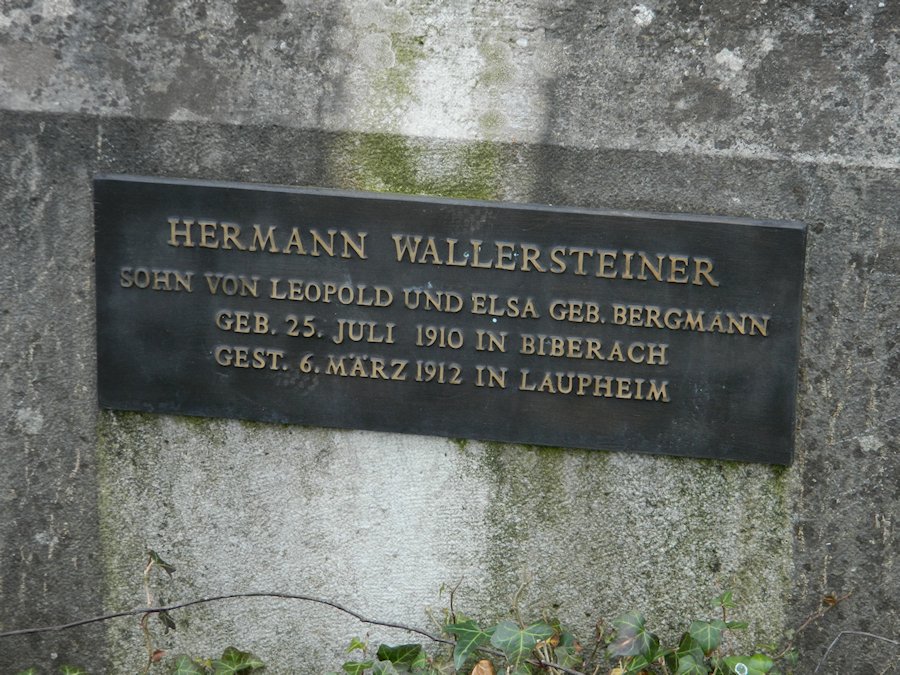 HERMANN WALLERSTEINER
SOHN VON LEOPOLD UND ELSA GEB. BERGMANN
GEB. 25. JULI 1910 IN BIBERACH
GEST. 6. MÄRZ 1912 IN LAUPHEIM